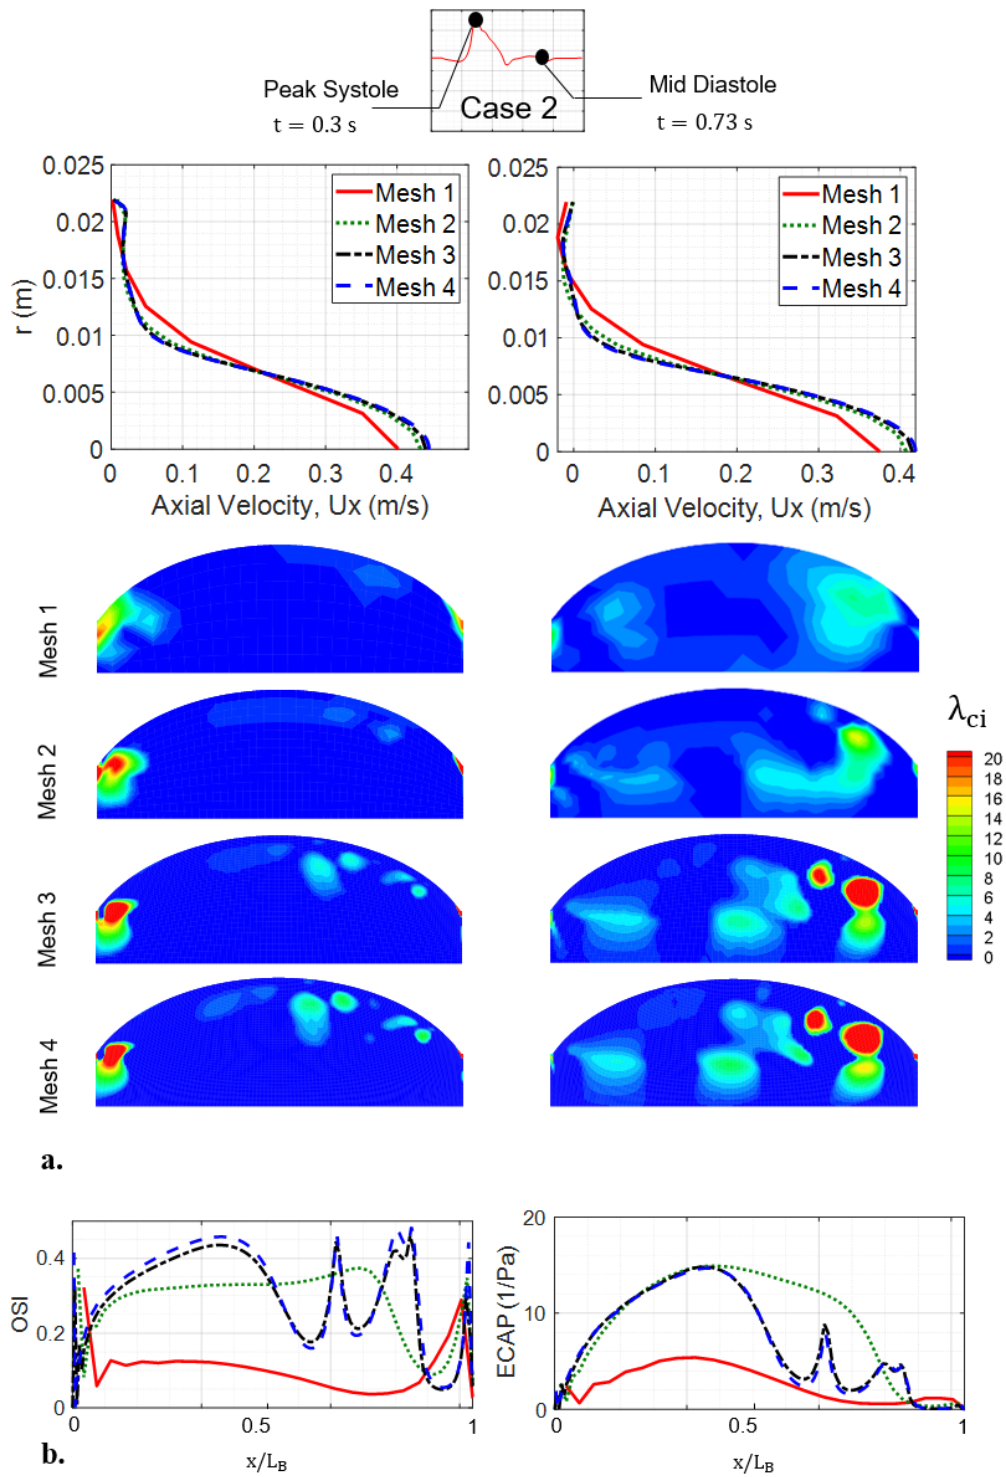 Peak Systole
t = 0.3 s
Case 2
Mid Diastole
t = 0.73 s
0.025
0.02
0.015
0.01
0.005
0
r (m)
Mesh 1
Mesh 2
Mesh 3
Mesh 4
0 0.1 0.2 0.3 0.4
Axial Velocity, Ux (m/s)
0.025
0.02
0.015
0.01
0.005
0
Mesh 1
Mesh 2
Mesh 3
Mesh 4
0 0.1 0.2 0.3 0.4
Axial Velocity, Ux (m/s)
Mesh 1
Mesh 2
Mesh 3
Mesh 4
λci
20
18
16
14
12
10
8
6
4
2
0
a.
0.4
0.2
0
OSI
0 0.5 1
x/LB
20
10
0
ECAP (1/Pa)
0 0.5 1
x/LB
b.